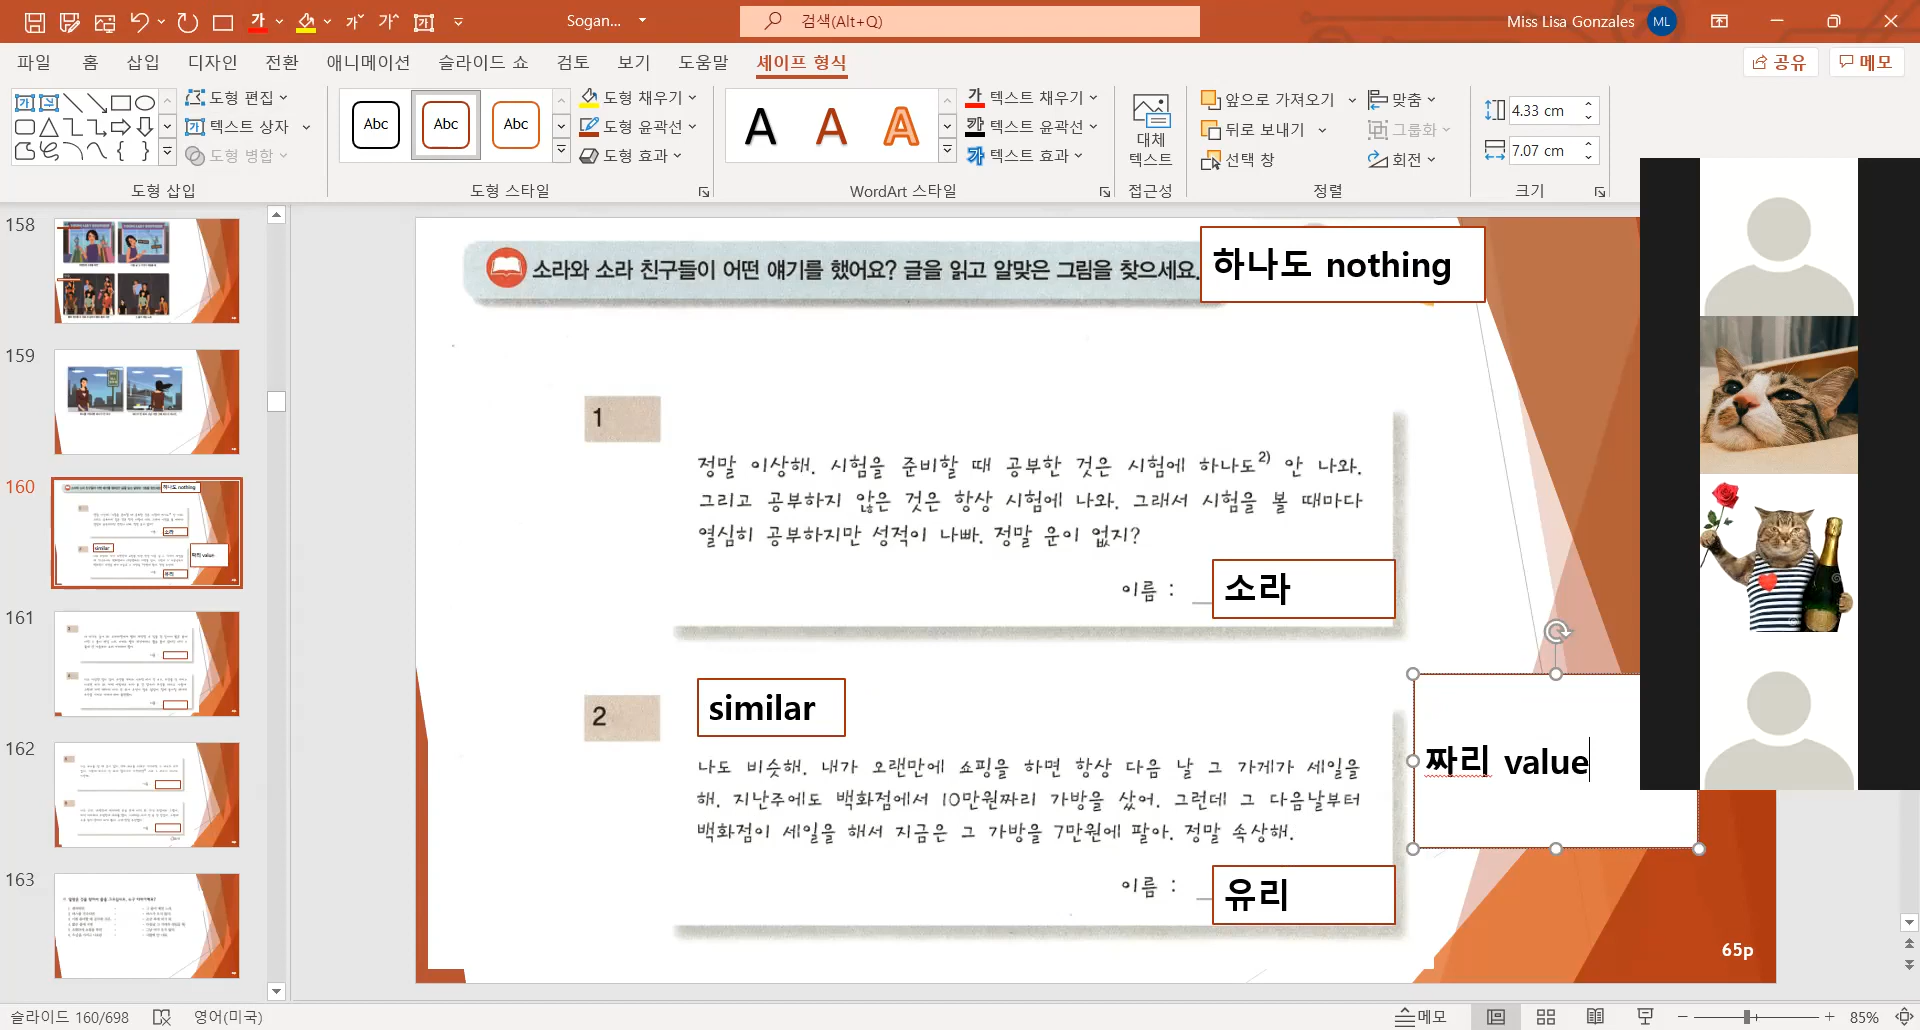 Sogan...
검색(Alt+Q)
Miss Lisa Gonzales
ML
파일 홈 삽입 디자인 전환 애니메이션 슬라이드 쇼 검토 보기 도움말 셰이프 형식
공유
메모
도형 편집
텍스트 상자
도형 병합
도형 삽입
Abc Abc Abc
도형 채우기
도형 윤곽선
도형 효과
도형 스타일
A A A
텍스트 채우기
텍스트 윤곽선
텍스트 효과
WordArt 스타일
대체
텍스트
접근성
앞으로 가져오기
뒤로 보내기
선택 창
맞춤
그룹화
회전
정렬
4.33 cm
7.07 cm
크기
158
159
160
161
162
163
소라와 소라 친구들이 어떤 얘기를 했어요? 글을 읽고 알맞은 그림을 찾으세요.
하나도 nothing
1
정말 이상해. 시험을 준비할 때 공부한 것은 시험에 하나도2) 안 나와.
그리고 공부하지 않은 것은 항상 시험에 나와. 그래서 시험을 볼 때마다
열심히 공부하지만 성적이 나빠. 정말 운이 없지?
이름 :
소라
2
similar
나도 비슷해. 내가 오랜만에 쇼핑을 하면 항상 다음 날 그 가게가 세일을
해. 지난주에도 백화점에서 10만원짜리 가방을 샀어. 그런데 그 다음날부터
백화점이 세일을 해서 지금은 그 가방을 7만원에 팔아. 정말 속상해.
이름 :
유리
짜리 value
65p
슬라이드 160/698
영어(미국)
메모
85%